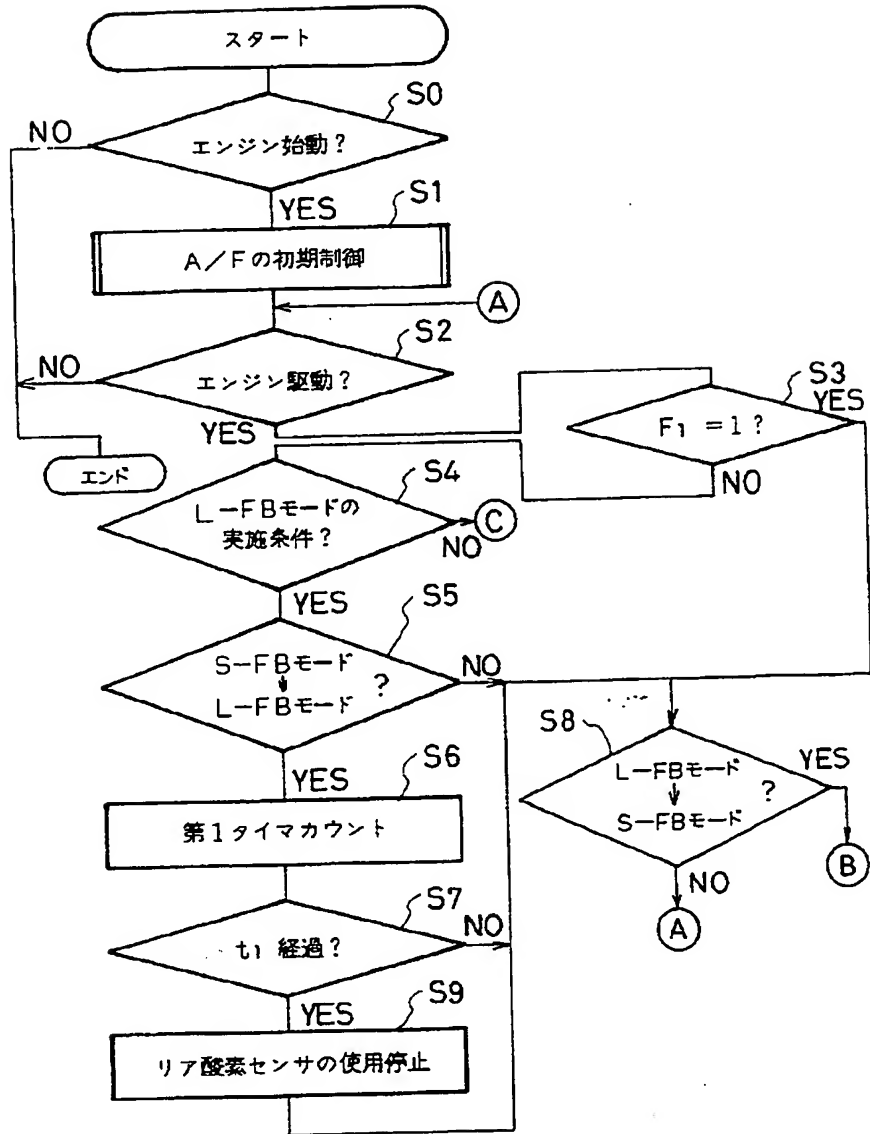 スタート
S0
NO
エンジン始動?
YES
S1
A/Fの初期制御
A
S2
NO
エンジン駆動?
YES
S3
YES
F1 =1?
NO
エンド
S4
L-FBモードの
実施条件?
C
NO
YES
S5
S-FBモード
↓
L-FBモード
?
NO
S8
L-FBモード
↓
S-FBモード
?
YES
B
NO
A
YES
S6
第1タイマカウント
S7
t1 経過?
NO
YES
S9
リア酸素センサの使用停止